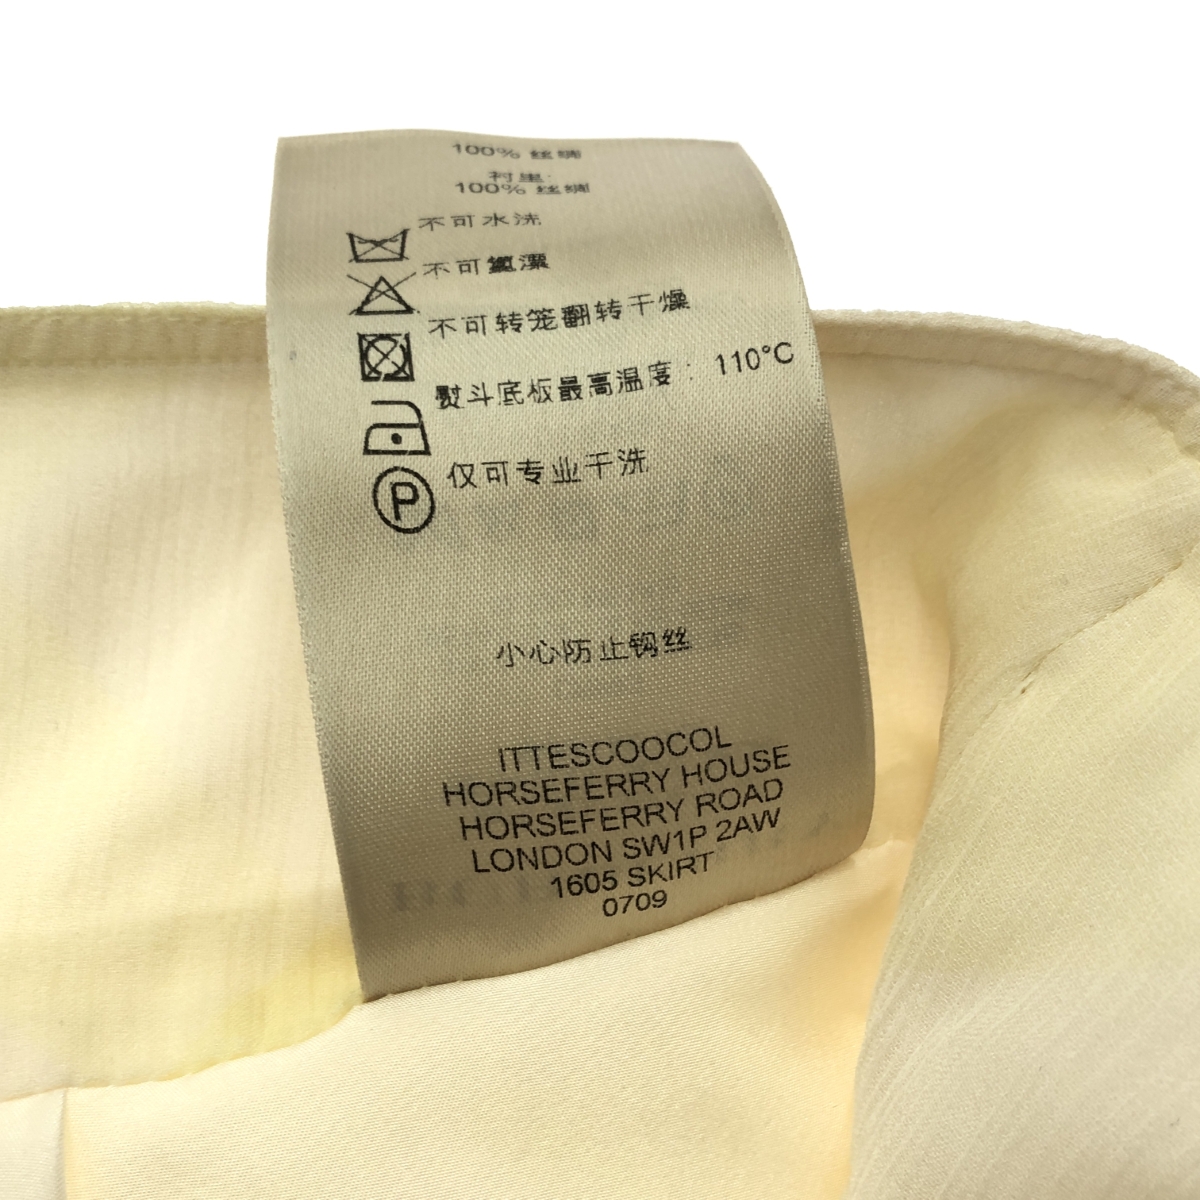 100% 丝绸
衬里:
100% 丝绸
不可水洗
不可氯漂
不可转笼翻转干燥
熨斗底板最高温度: 110°C
P 仅可专业干洗
小心防止钩丝
ITTESCOOCOL
HORSEFERRY HOUSE
HORSEFERRY ROAD
LONDON SW1P 2AW
1605 SKIRT
0709